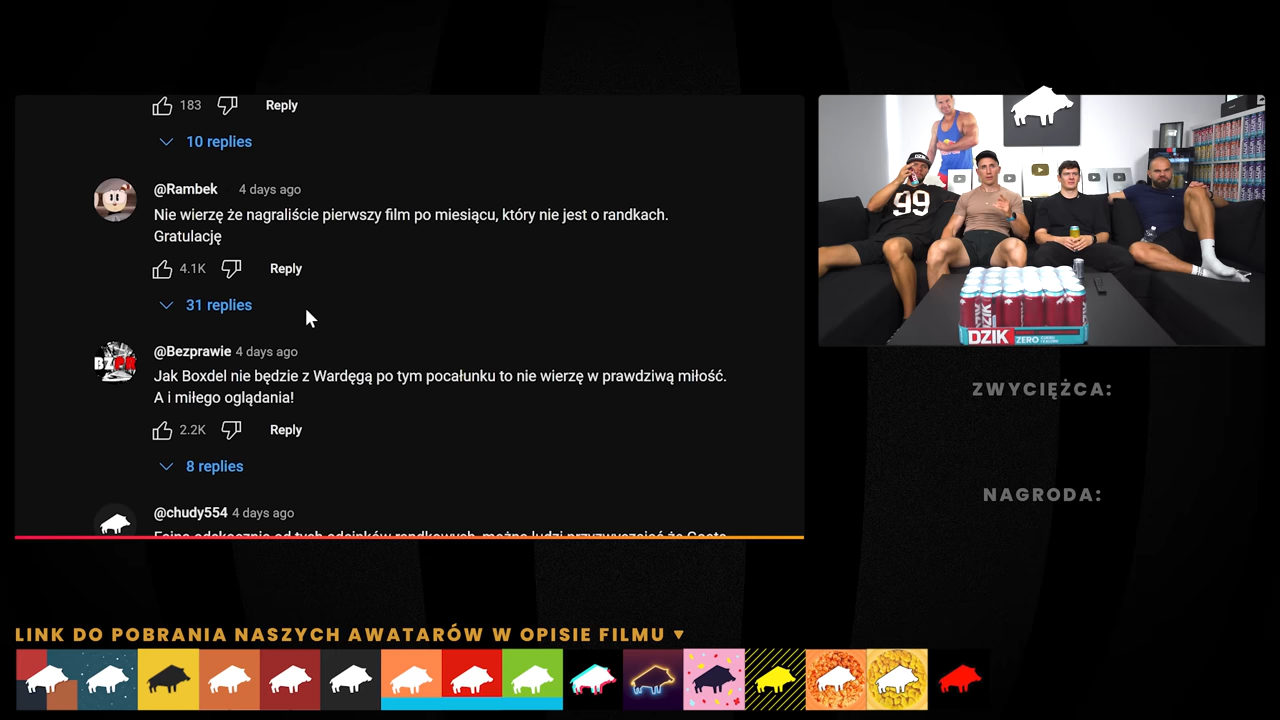 183 Reply
10 replies
@Rambek 4 days ago
Nie wierzę że nagraliście pierwszy film po miesiącu, który nie jest o randkach.
Gratulację
4.1K Reply
31 replies
@Bezprawie 4 days ago
Jak Boxdel nie będzie z Wardęgą po tym pocałunku to nie wierzę w prawdziwą miłość.
A i miłego oglądania!
2.2K Reply
8 replies
@chudy554 4 days ago
99
DZIK ZERO
ZWYCIĘZCA:
NAGRODA:
LINK DO POBRANIA NASZYCH AWATARÓW W OPISIE FILMU ▼